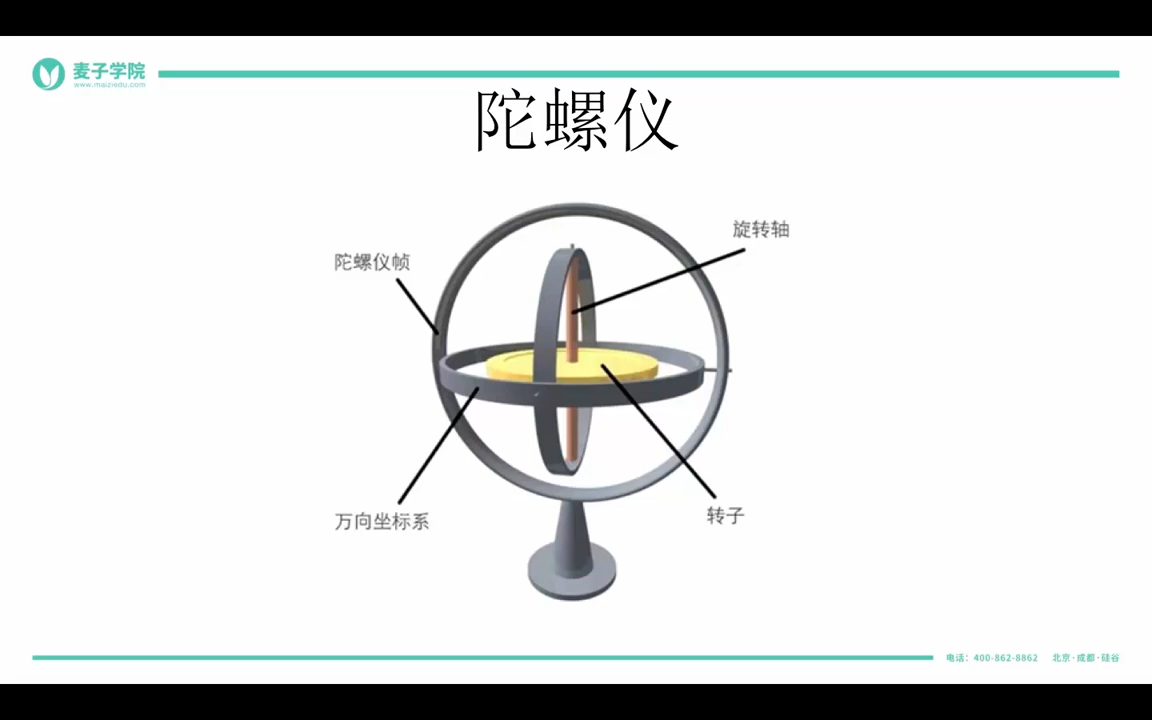 麦子学院
www.maiziedu.com
陀螺仪
旋转轴
陀螺仪帧
万向坐标系
转子
电话：400-862-8862 北京·成都·硅谷